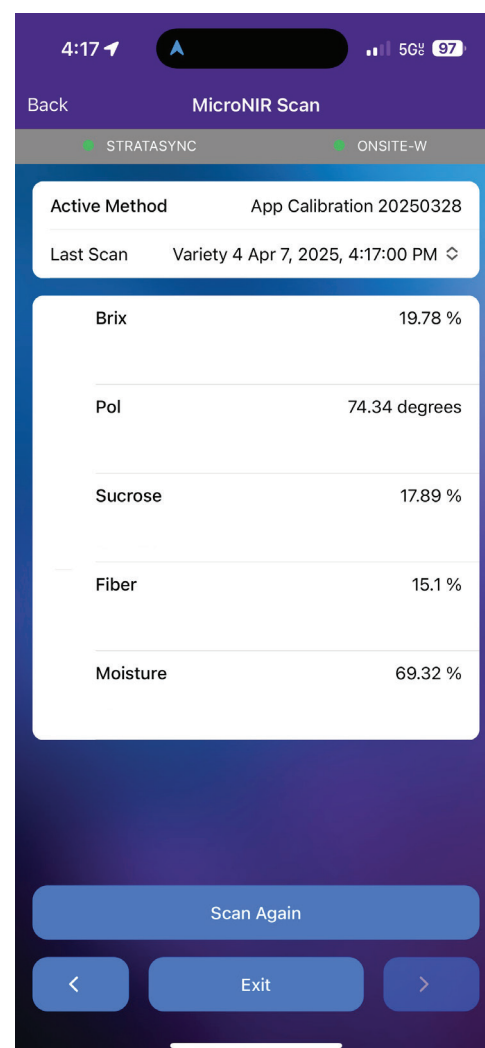 4:17 5G 97
Back MicroNIR Scan
STRATASYNC ONSITE-W
Active Method App Calibration 20250328
Last Scan Variety 4 Apr 7, 2025, 4:17:00 PM
Brix 19.78 %
Pol 74.34 degrees
Sucrose 17.89 %
Fiber 15.1 %
Moisture 69.32 %
Scan Again
< Exit >